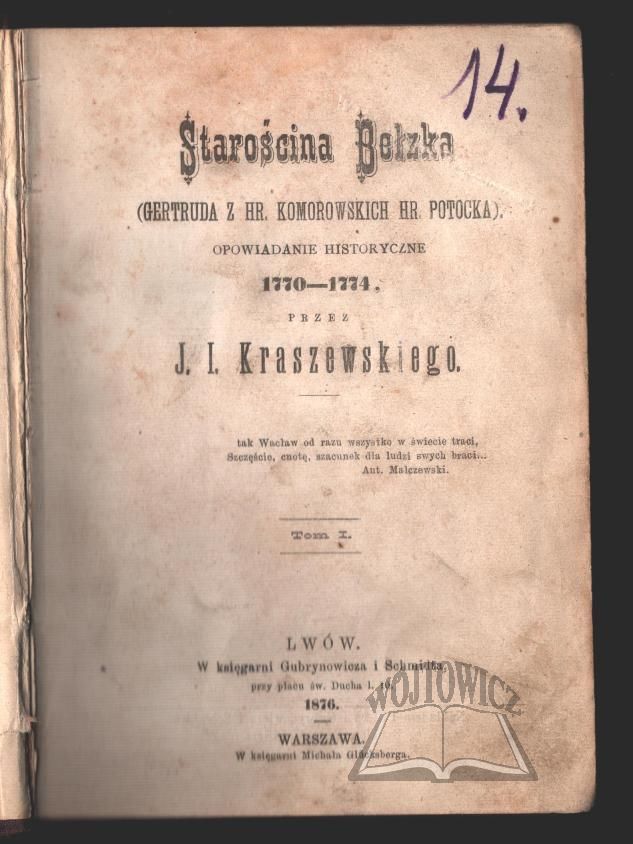 14.
Starościna Bełzka
(GERTRUDA Z HR. KOMOROWSKICH HR. POTOCKA).
OPOWIADANIE HISTORYCZNE
1770—1774.
PRZEZ
J. I. Kraszewskiego.
tak Wacław od razu wszystko w świecie traci,
Szczęście, cnotę, szacunek dla ludzi swych braci...
Ant. Malczewski.
Tom I.
LWÓW.
W księgarni Gubrynowicza i Schmidta,
przy placu św. Ducha l. 10.
1876.
WARSZAWA.
W księgarni Michała Glücksberga.
WÓJTOWICZ